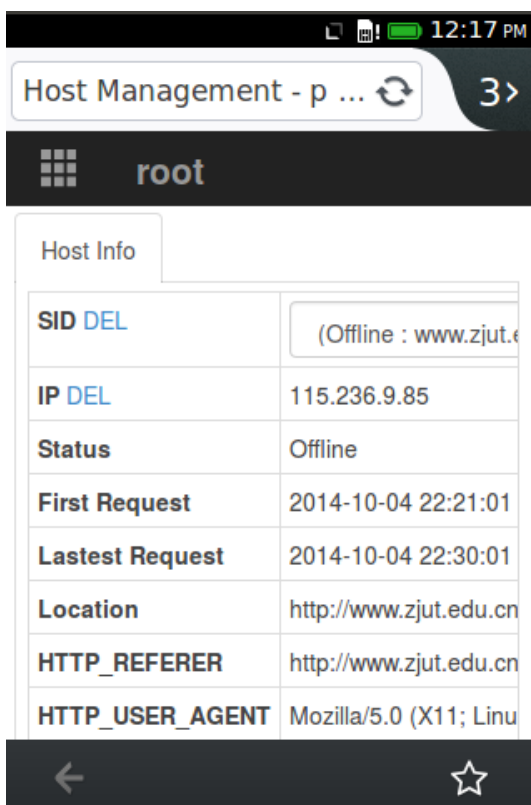 12:17 PM
Host Management - p ... 3
root
Host Info
SID DEL (Offline : www.zjut.e
IP DEL 115.236.9.85
Status Offline
First Request 2014-10-04 22:21:01
Lastest Request 2014-10-04 22:30:01
Location http://www.zjut.edu.cn
HTTP_REFERER http://www.zjut.edu.cn
HTTP_USER_AGENT Mozilla/5.0 (X11; Linu